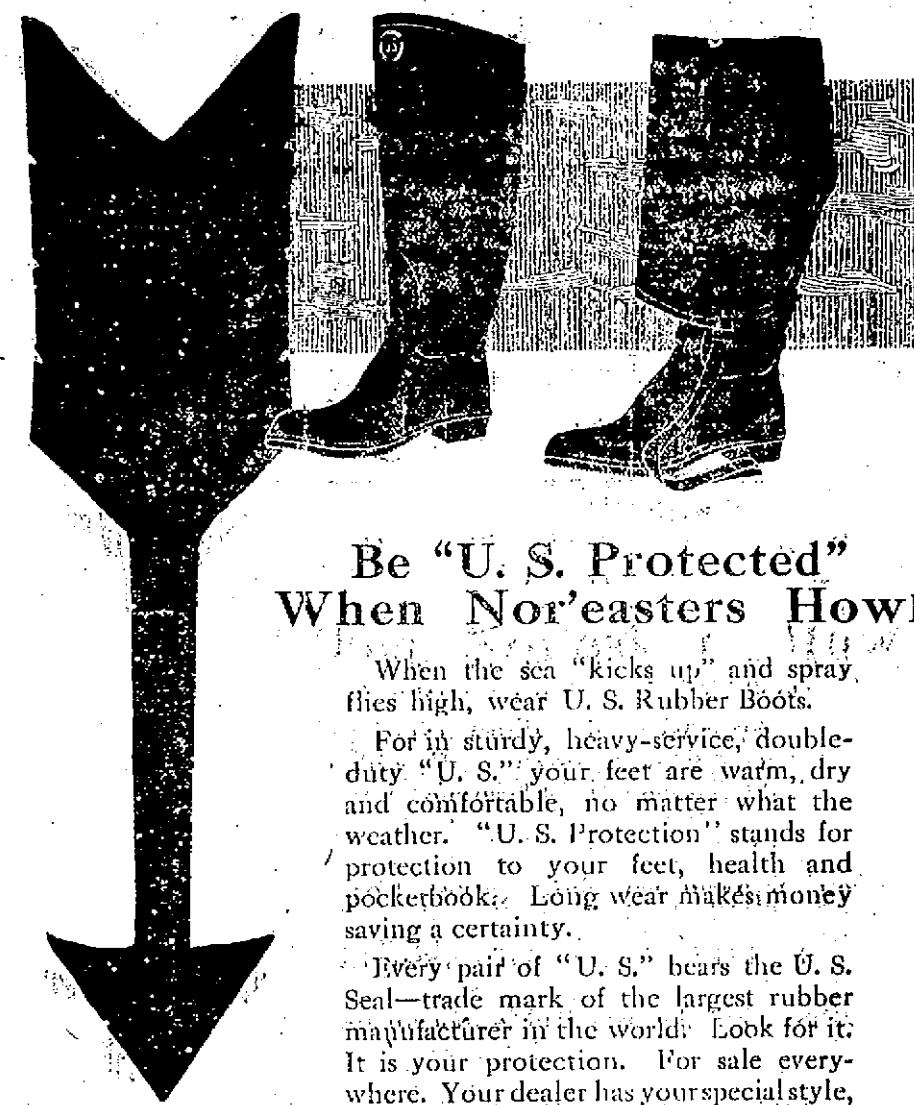 Be "U. S. Protected"
When Nor'easters Howl
When the sea "kicks up" and spray
flies high, wear U. S. Rubber Boots.
For in sturdy, heavy-service, double-
duty "U. S." your feet are warm, dry
and comfortable, no matter what the
weather. "U. S. Protection" stands for
protection to your feet, health and
pocketbook. Long wear makes money
saving a certainty.
Every pair of "U. S." bears the U. S.
Seal—trade mark of the largest rubber
manufacturer in the world. Look for it.
It is your protection. For sale every-
where. Your dealer has your special style,